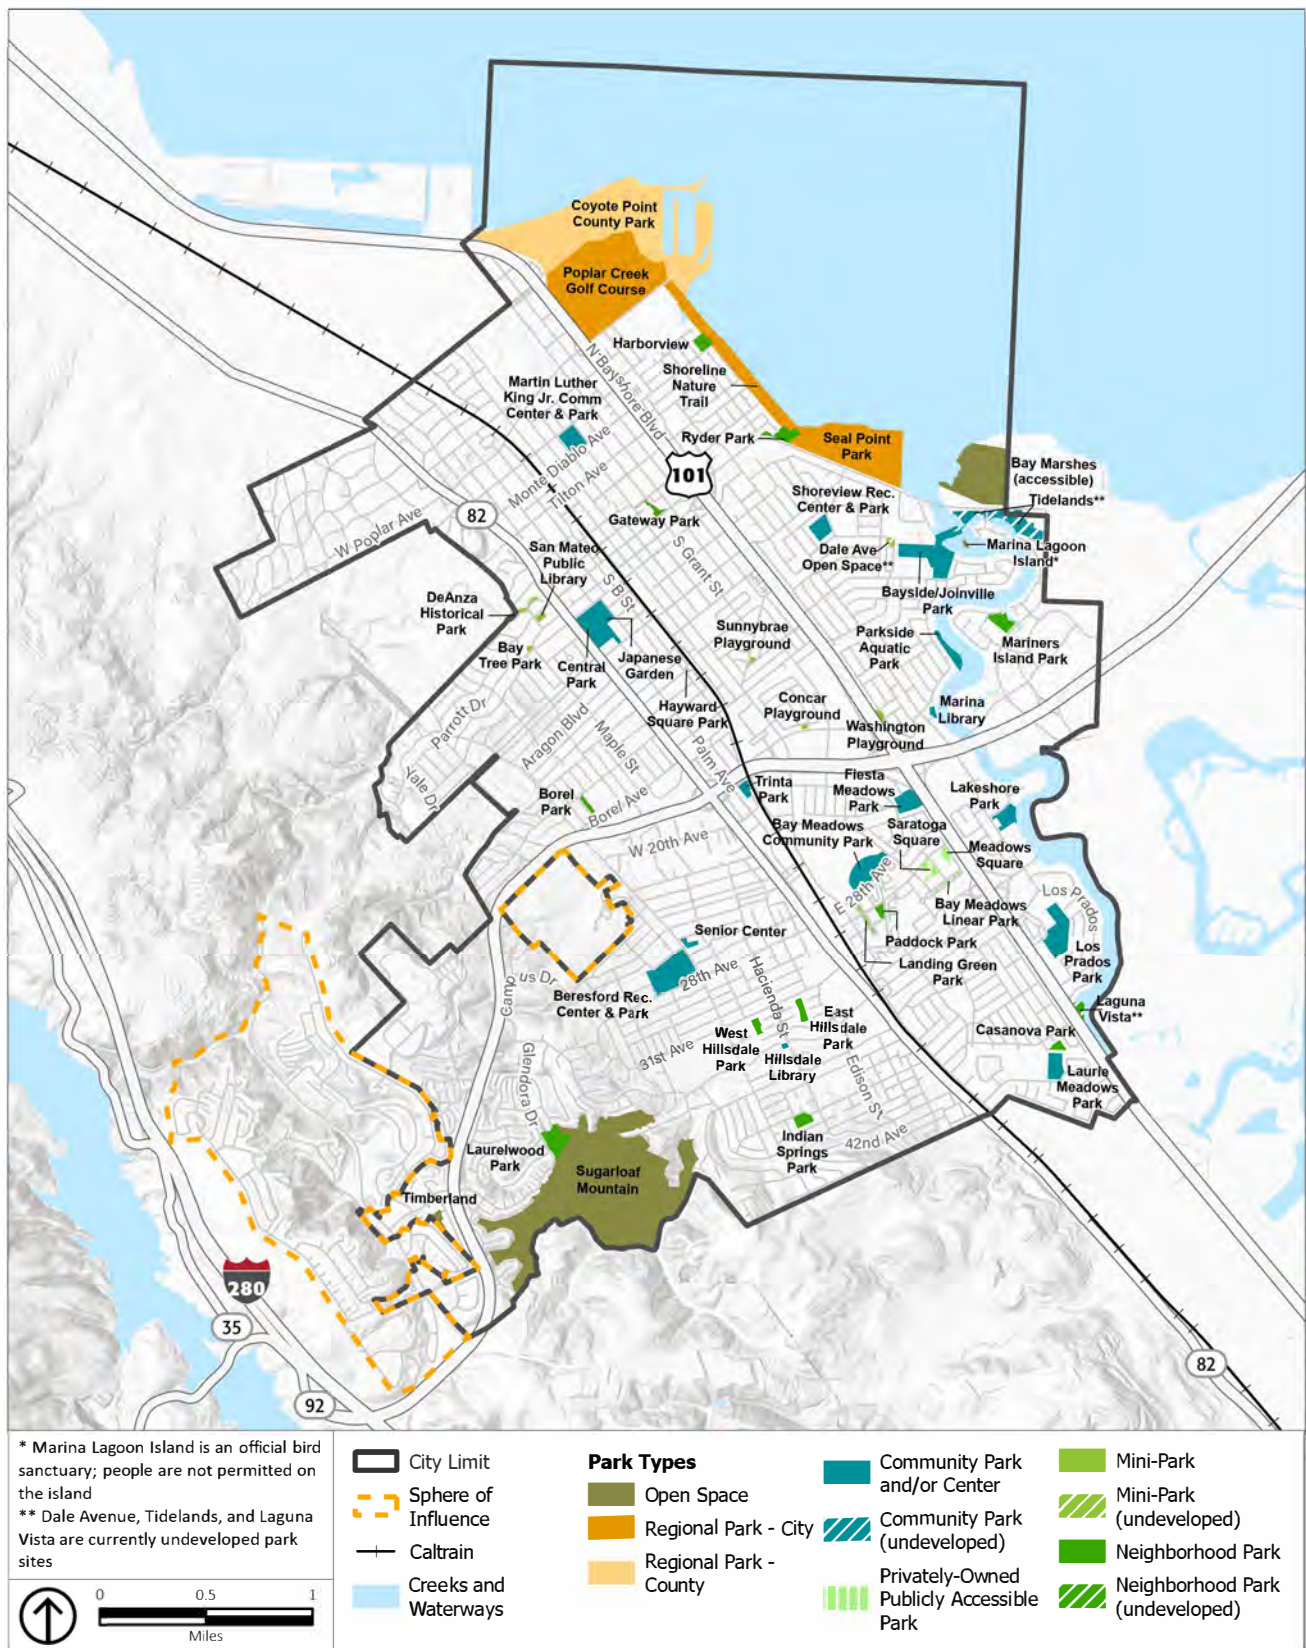 Coyote Point
County Park
Poplar Creek
Golf Course
Harborview
N Bayshore Blvd
Shoreline
Nature
Trail
Martin Luther
King Jr. Comm
Center & Park
Ryder Park
Seal Point
Park
Monte Diablo Ave
Tilton Ave
101
Bay Marshes
(accessible)
Tidelands**
82
W Poplar Ave
Gateway Park
Shoreview Rec.
Center & Park
Dale Ave
Open Space**
Marina Lagoon
Island*
San Mateo
Public
Library
S B St
S Grant St
Bayside/Joinville
Park
DeAnza
Historical
Park
Bay
Tree Park
Central
Park
Japanese
Garden
Sunnybrae
Playground
Parkside
Aquatic
Park
Mariners
Island Park
Hayward
Square Park
Concar
Playground
Washington
Playground
Marina
Library
Parrott Dr
Aragon Blvd
Maple St
Palm Ave
Yale Dr
Borel
Park
Borel Ave
Trinta
Park
Fiesta
Meadows
Park
Lakeshore
Park
W 20th Ave
Bay Meadows
Community Park
Saratoga
Square
Meadows
Square
E 28th Ave
Bay Meadows
Linear Park
Los Prados
Paddock Park
Landing Green
Park
Los
Prados
Park
Senior Center
28th Ave
Hacienda St
Campus Dr
Beresford Rec.
Center & Park
Laguna
Vista**
Casanova Park
West
Hillsdale
Park
East
Hillsdale
Park
Hillsdale
Library
31st Ave
Glendora Dr
Edison St
Laurie
Meadows
Park
42nd Ave
Indian
Springs
Park
Laurelwood
Park
Sugarloaf
Mountain
Timberland
280
35
92
82
* Marina Lagoon Island is an official bird
sanctuary; people are not permitted on
the island
** Dale Avenue, Tidelands, and Laguna
Vista are currently undeveloped park
sites
0 0.5 1
Miles
City Limit
Sphere of
Influence
Caltrain
Creeks and
Waterways
Park Types
Open Space
Regional Park - City
Regional Park -
County
Community Park
and/or Center
Community Park
(undeveloped)
Privately-Owned
Publicly Accessible
Park
Mini-Park
Mini-Park
(undeveloped)
Neighborhood Park
Neighborhood Park
(undeveloped)